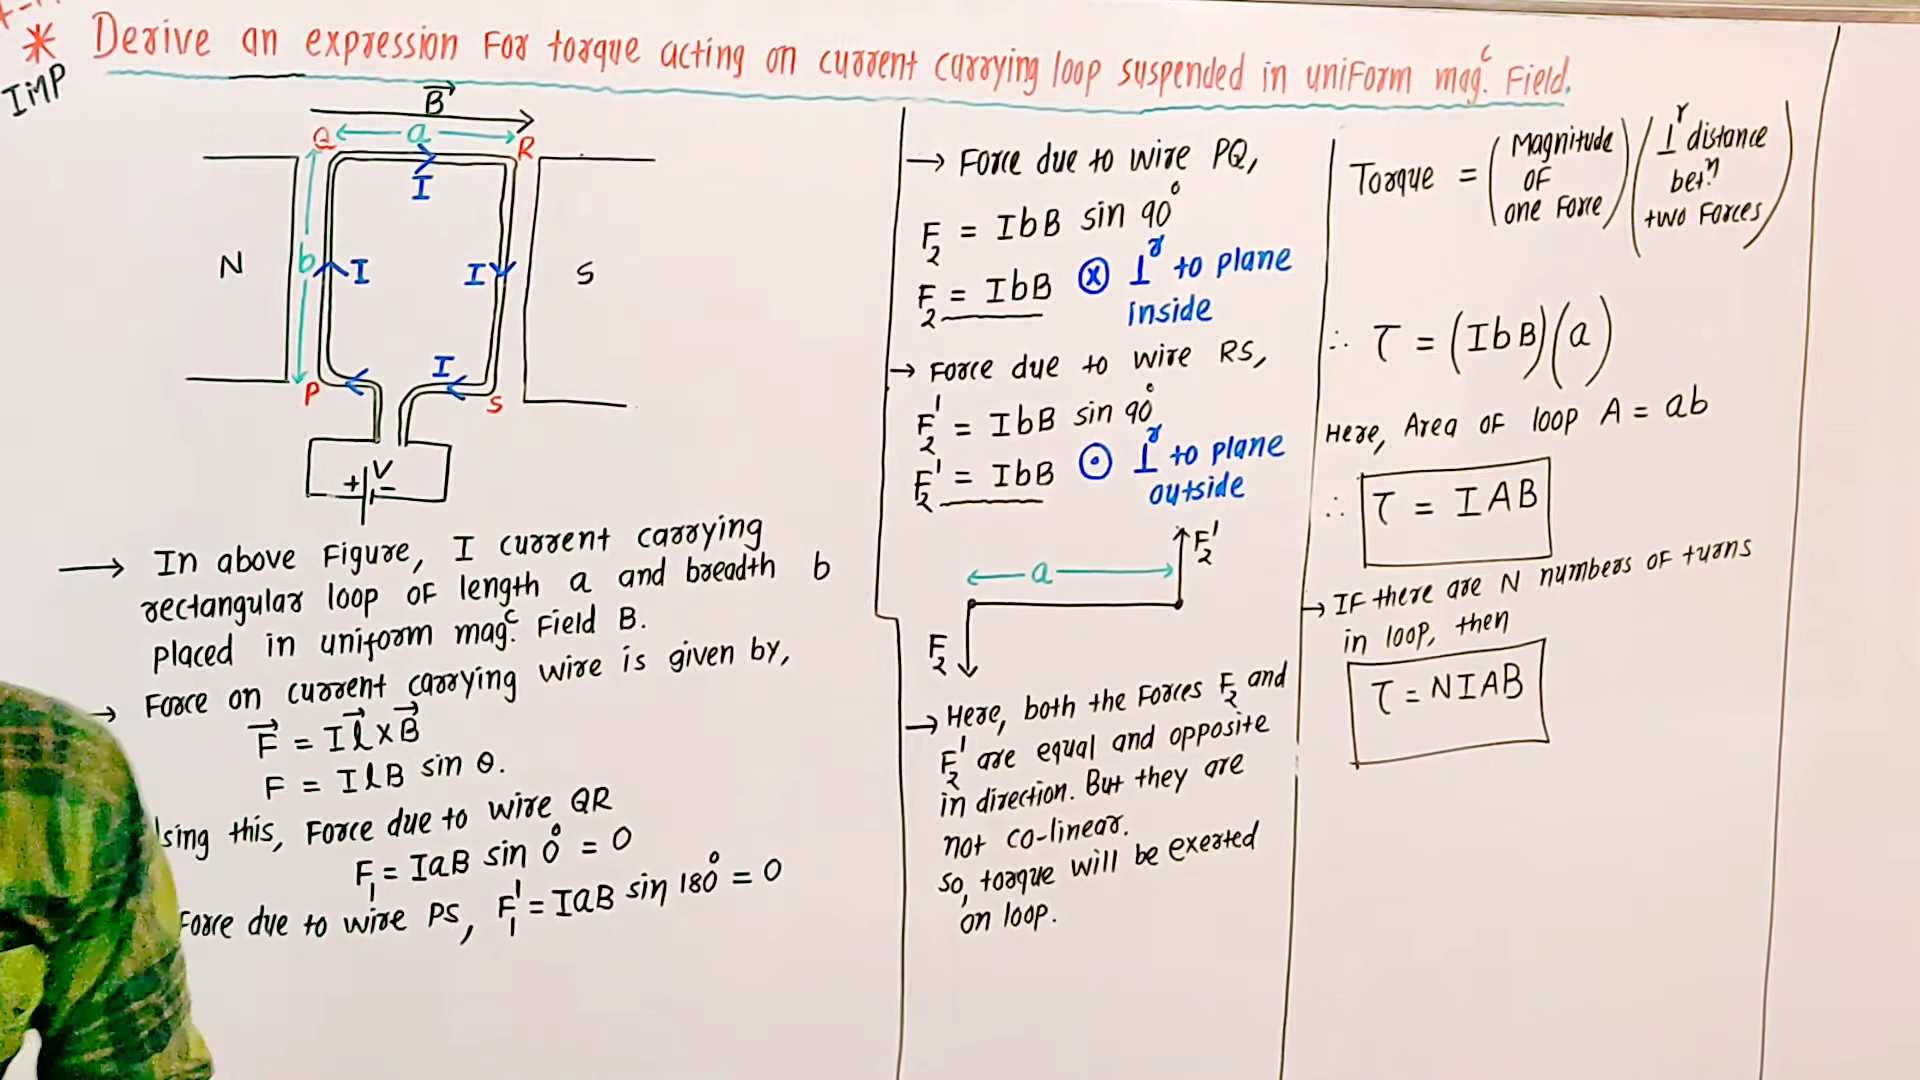 * Derive an expression For torque acting on current carrying loop suspended in uniForm magᶜ. Field.
IMP
B⃗
Q a R
I
N b I I S
I
P S
V
+ -
→ In above Figure, I current carrying
rectangular loop OF length a and breadth b
placed in uniform magᶜ. Field B.
→ Force on current carrying wire is given by,
F⃗ = I l⃗ × B⃗
F = I l B sin θ.
sing this, Force due to wire QR
F₁ = IaB sin 0° = 0
Force due to wire PS, F₁' = IaB sin 180° = 0
→ Force due to wire PQ,
F₂ = IbB sin 90°
F₂ = IbB ⊗ ⊥ʳ to plane
inside
→ Force due to wire RS,
F₂' = IbB sin 90°
F₂' = IbB ⊙ ⊥ʳ to plane
outside
F₂'
a
F₂
→ Here, both the Forces F₂ and
F₂' are equal and opposite
in direction. But they are
not co-linear.
so, torque will be exerted
on loop.
Torque = (Magnitude OF one Force) (⊥ʳ distance betⁿ. two Forces)
∴ τ = (IbB)(a)
Here, Area OF loop A = ab
∴ τ = IAB
→ IF there are N numbers OF turns
in loop, then
τ = NIAB